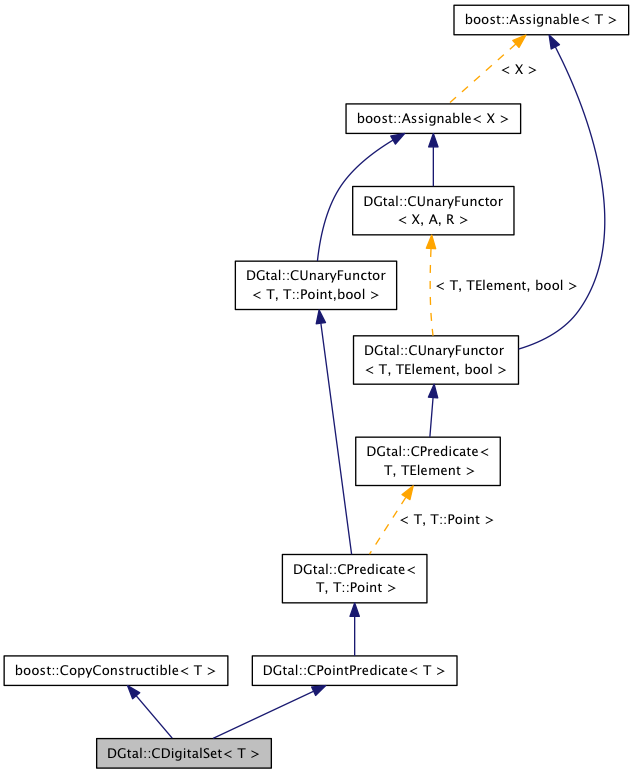 boost::Assignable< T >
< X >
boost::Assignable< X >
DGtal::CUnaryFunctor
< X, A, R >
DGtal::CUnaryFunctor
< T, T::Point,bool >
< T, TElement, bool >
DGtal::CUnaryFunctor
< T, TElement, bool >
DGtal::CPredicate<
T, TElement >
< T, T::Point >
DGtal::CPredicate<
T, T::Point >
boost::CopyConstructible< T >
DGtal::CPointPredicate< T >
DGtal::CDigitalSet< T >